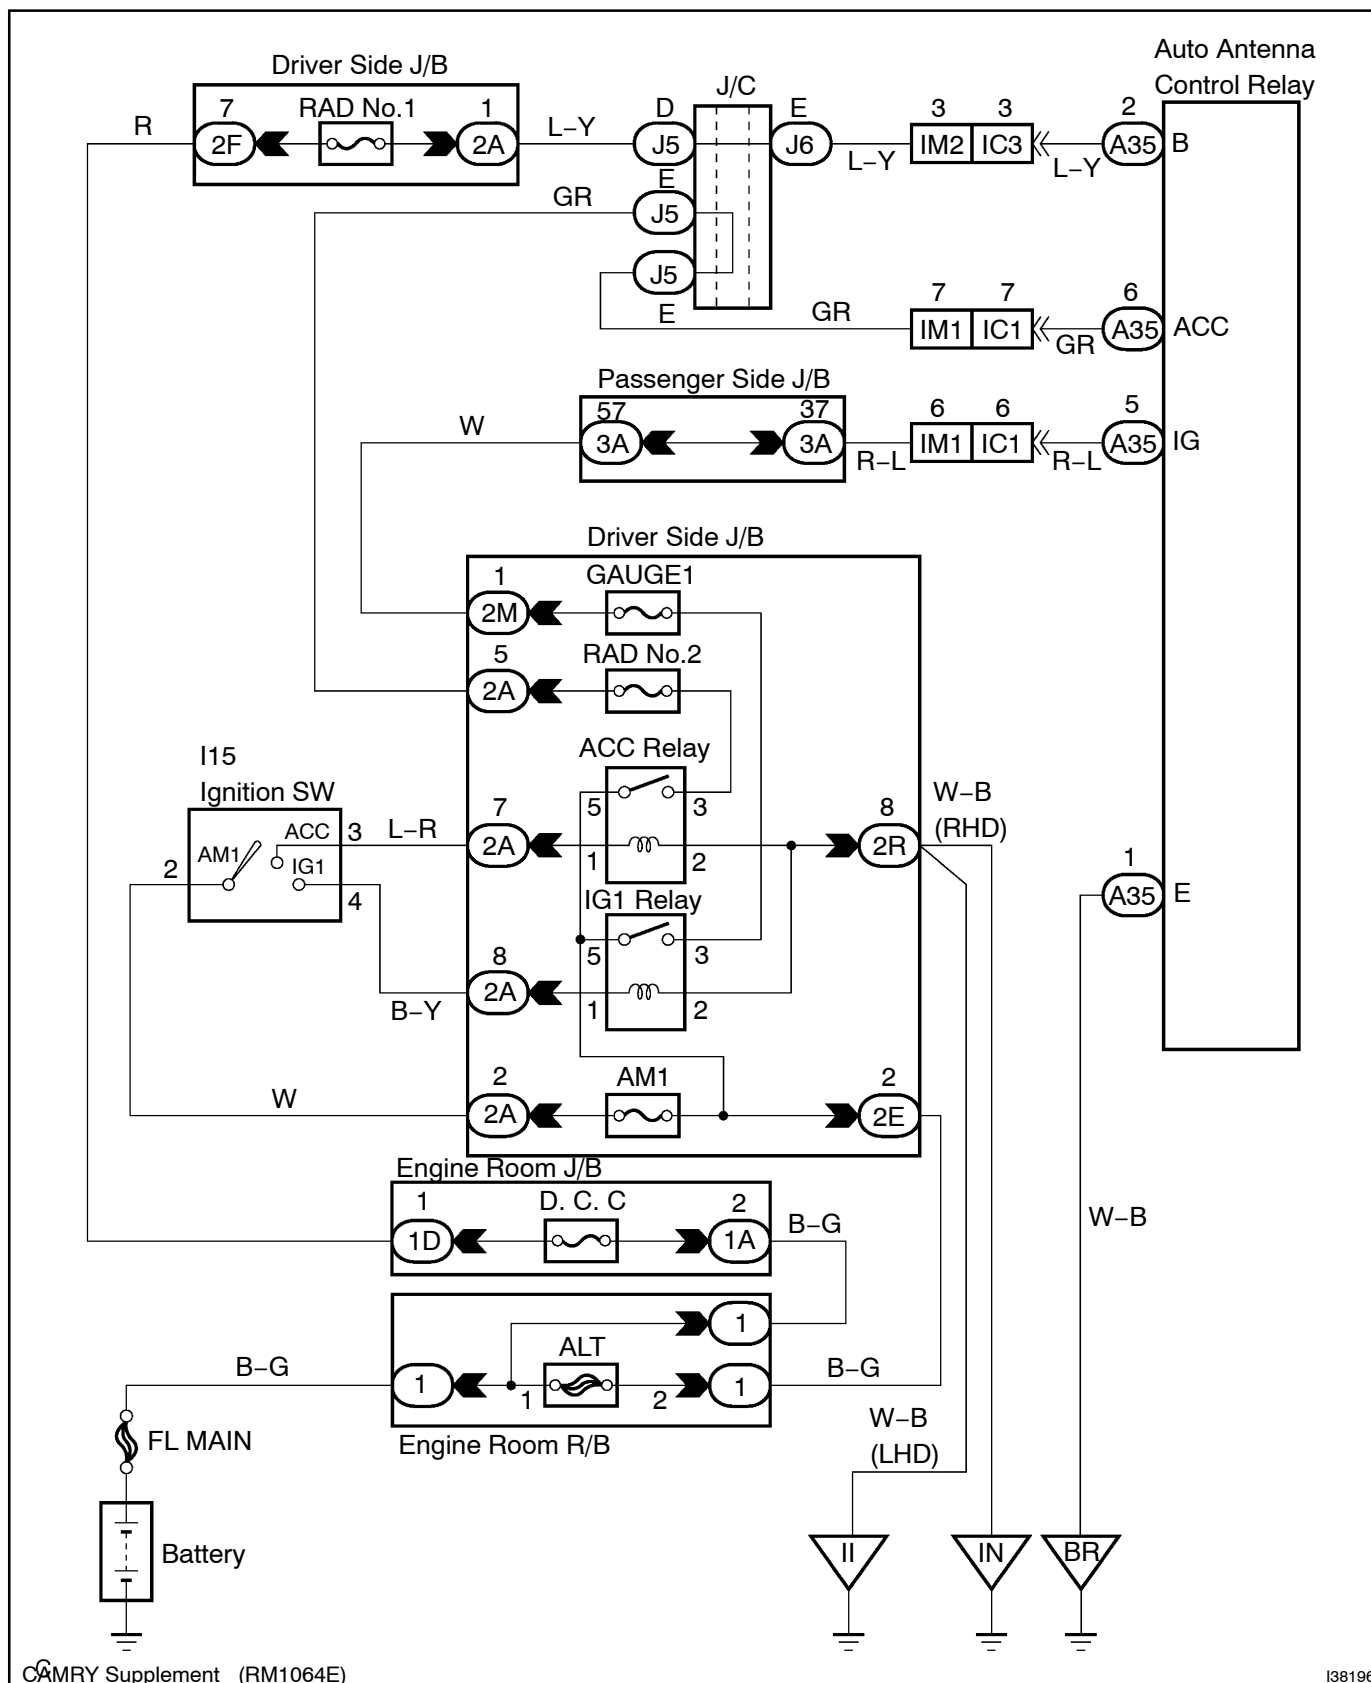 Auto Antenna
Control Relay
Driver Side J/B
J/C
7 RAD No.1 1
D E
3 3 2
R 2F 2A L–Y J5 J6 L–Y IM2 IC3 L–Y A35 B
E
GR J5
J5
E
7 7 6
GR IM1 IC1 GR A35 ACC
Passenger Side J/B
57 37
6 6 5
W 3A 3A R–L IM1 IC1 R–L A35 IG
Driver Side J/B
1 GAUGE1
2M
5 RAD No.2
2A
I15
Ignition SW
ACC Relay
5 3
7 8
W–B
(RHD)
ACC 3 L–R 2A 2R
AM1 IG1
2 4
1 2
IG1 Relay
1
A35 E
5 3
8
2A
B–Y
1 2
2 AM1 2
W 2A 2E
Engine Room J/B
1 D. C. C 2
1D 1A B–G
W–B
1
ALT
B–G 1 1 2 1 B–G
Engine Room R/B
W–B
(LHD)
FL MAIN
Battery
II IN BR
C
CAMRY Supplement (RM1064E)
I38196